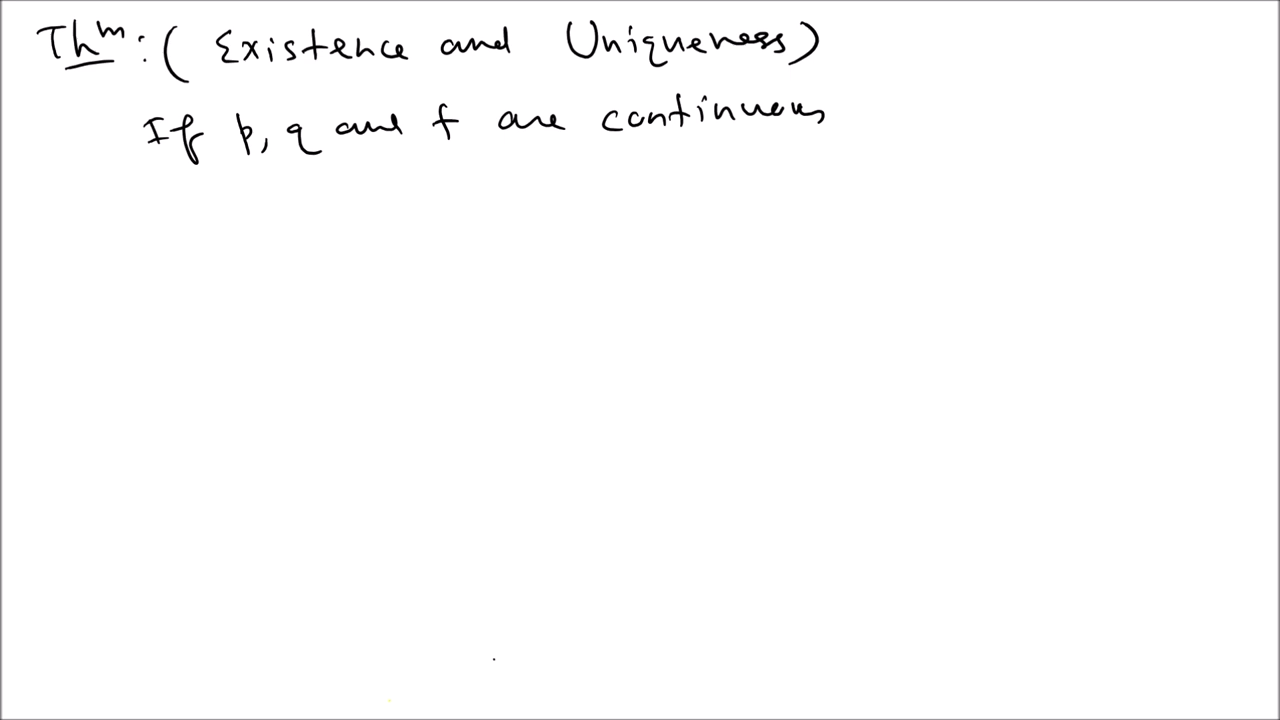 Thm: (Existence and Uniqueness)
If p, q and f are continuous